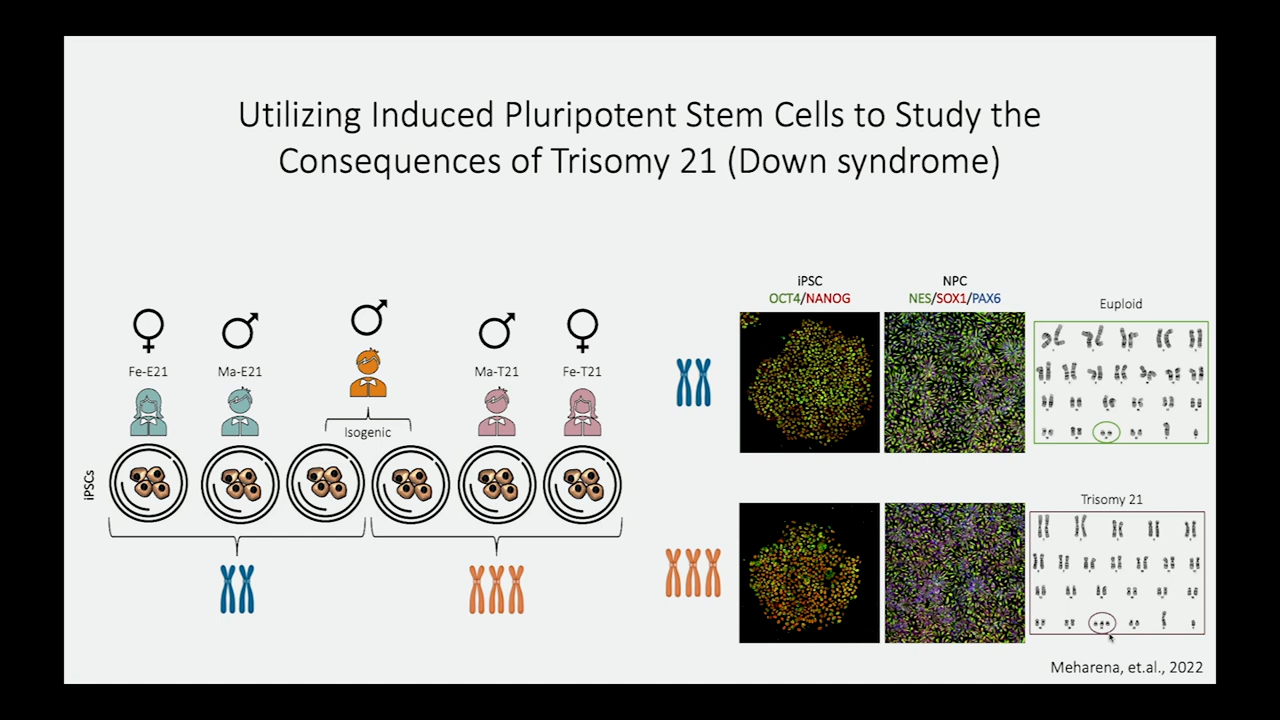 Utilizing Induced Pluripotent Stem Cells to Study the
Consequences of Trisomy 21 (Down syndrome)
Fe-E21
Ma-E21
Ma-T21
Fe-T21
Isogenic
iPSCs
iPSC
OCT4/NANOG
NPC
NES/SOX1/PAX6
Euploid
Trisomy 21
Meharena, et.al., 2022